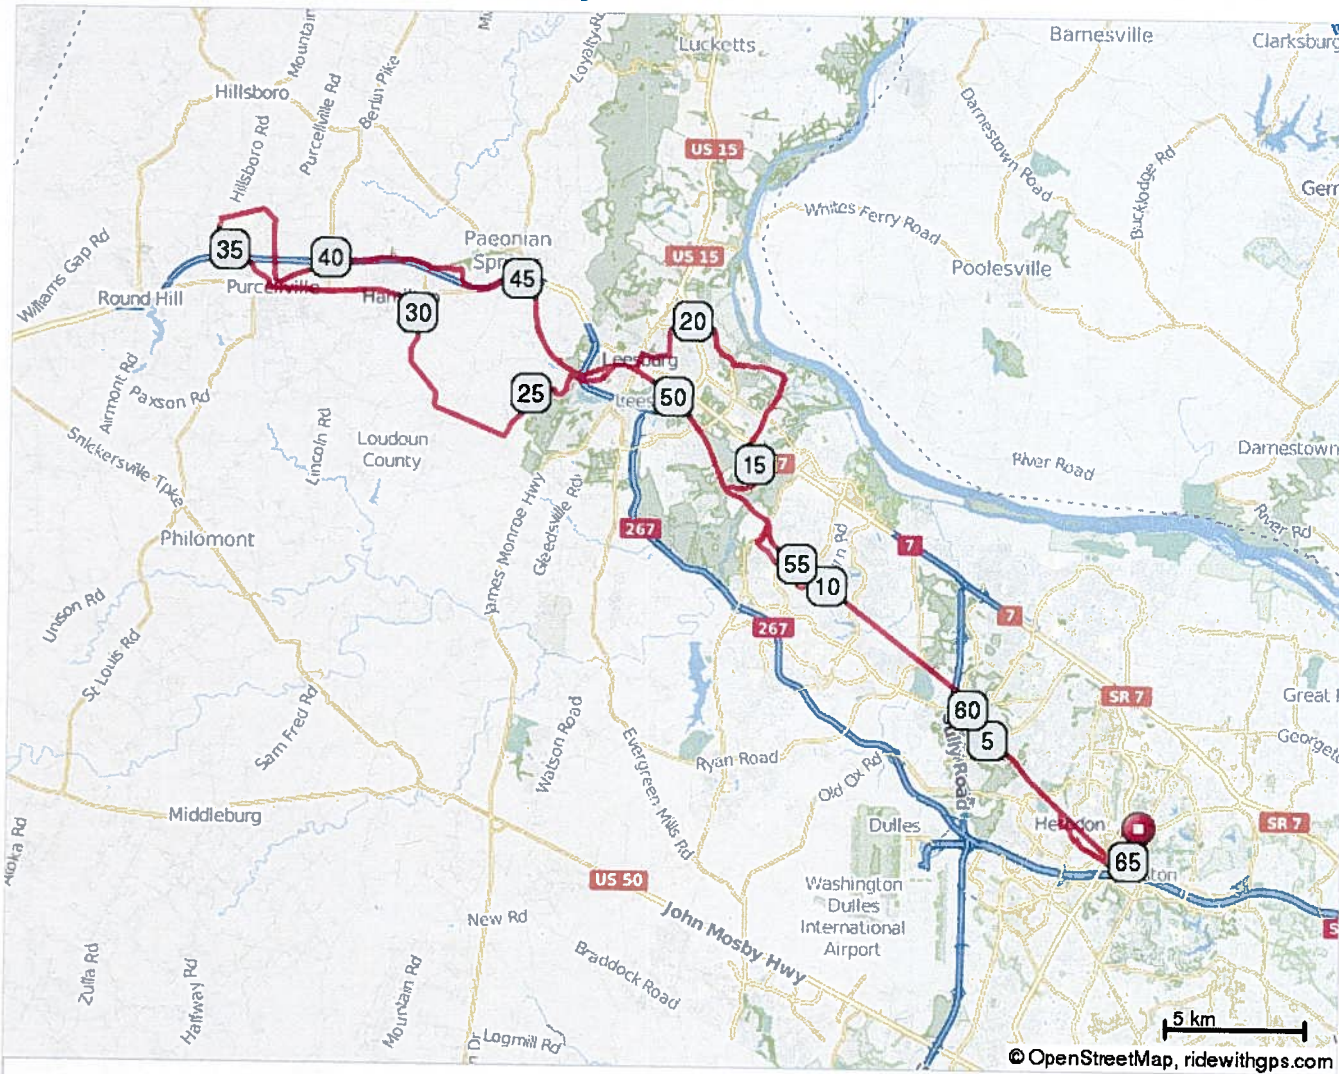 Lucketts
Barnesville
Clarksburg
Mountain
Loyalty Rd
Hillsboro
Berlin Pike
Purcellville Rd
Hillsboro Rd
Darnestown Road
US 15
Bucklodge Rd
Whites Ferry Road
Williams Gap Rd
35
40
Paeonian
45
US 15
Poolesville
Round Hill
Purcellville
30
20
Leesburg
Airmont Rd
Paxson Rd
25
50
Snickersville Tpke
Lincoln Rd
Loudoun
County
15
7
River Road
Darnestown
James Monroe Hwy
Gleedsville Rd
River Rd
Philomont
267
7
55
10
Unison Rd
7
267
St Louis Rd
Sam Fred Rd
Watson Road
Evergreen Mills Rd
60
5
SR 7
Ryan Road
Old Ox Rd
Middleburg
Dulles
Herndon
SR 7
65
US 50
Washington
Dulles
International
Airport
New Rd
John Mosby Hwy
Braddock Road
Zulla Rd
Halfway Rd
Mountain Rd
Logmill Rd
5 km
© OpenStreetMap, ridewithgps.com